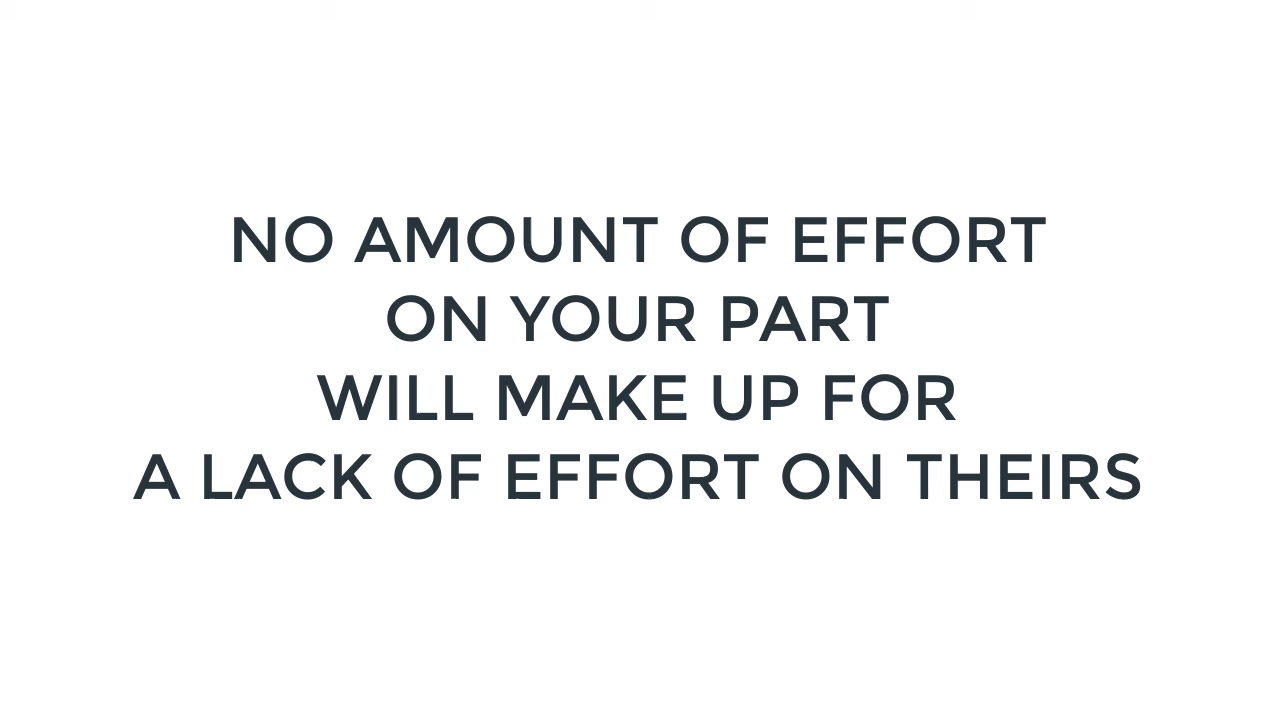 NO AMOUNT OF EFFORT
ON YOUR PART
WILL MAKE UP FOR
A LACK OF EFFORT ON THEIRS